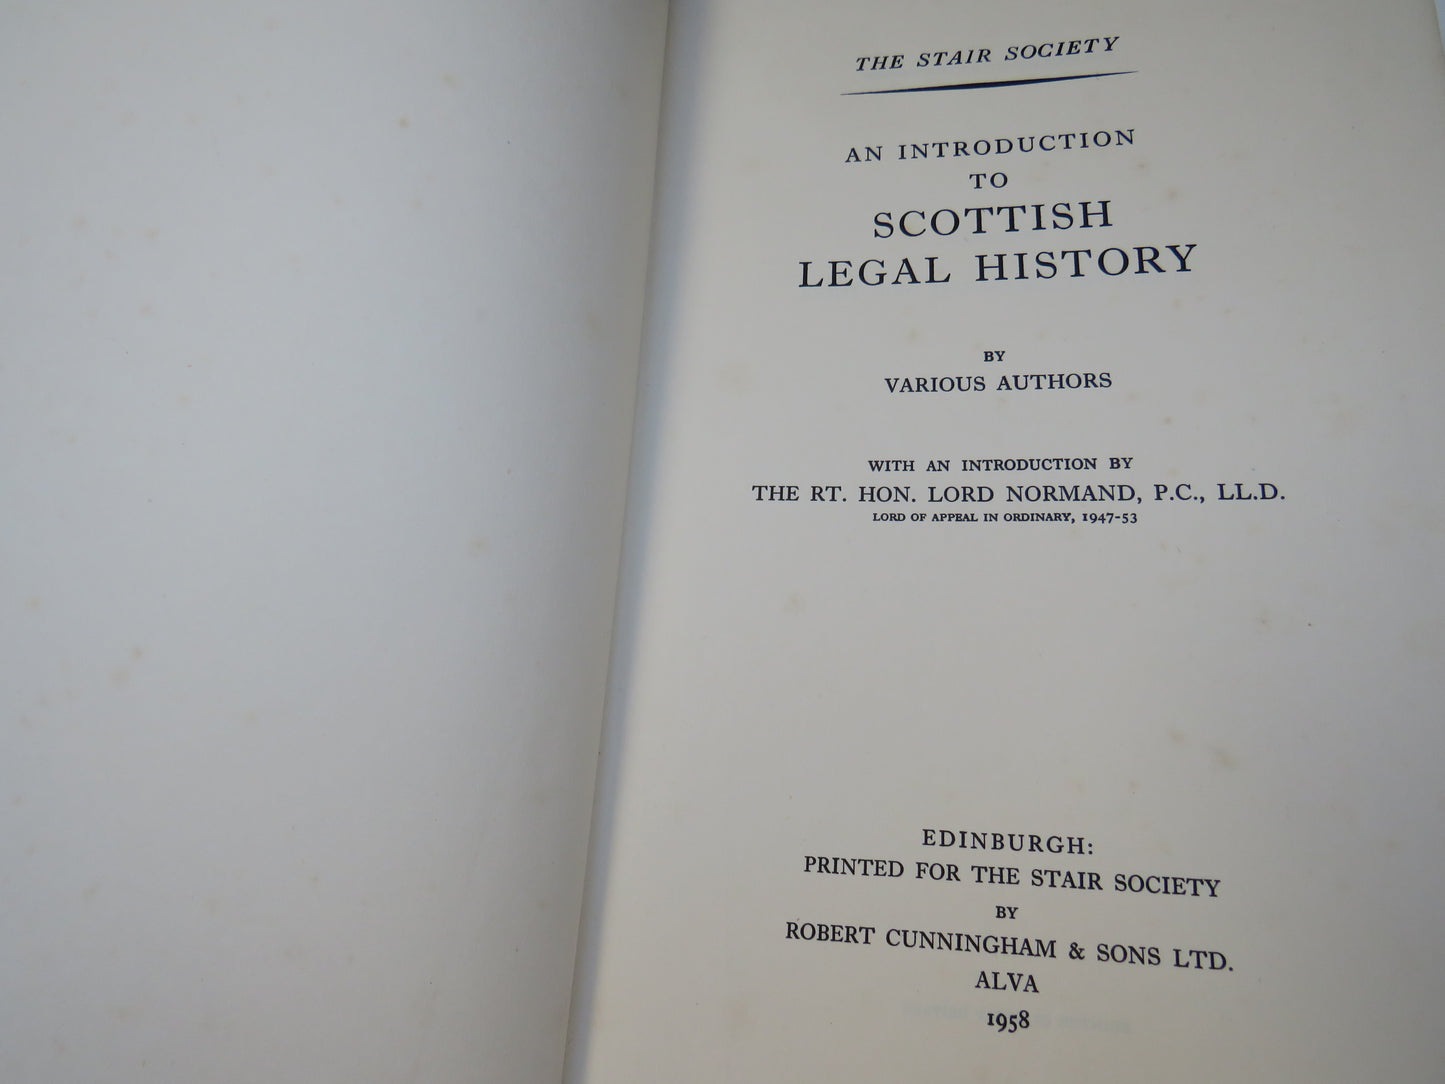 THE STAIR SOCIETY
AN INTRODUCTION
TO
SCOTTISH
LEGAL HISTORY
BY
VARIOUS AUTHORS
WITH AN INTRODUCTION BY
THE RT. HON. LORD NORMAND, P.C., LL.D.
LORD OF APPEAL IN ORDINARY, 1947-53
EDINBURGH:
PRINTED FOR THE STAIR SOCIETY
BY
ROBERT CUNNINGHAM & SONS LTD.
ALVA
1958